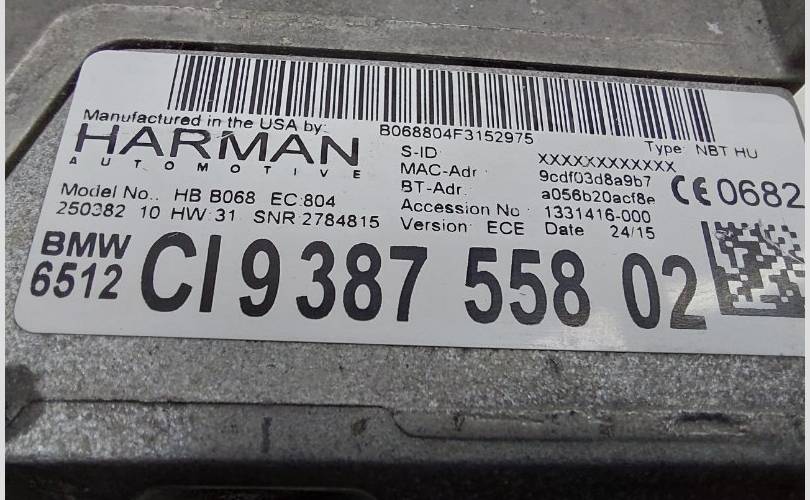 B068804F3152975
Manufactured in the USA by:
HARMAN
AUTOMOTIVE
Model No.: HB B068 EC:804
250382 10 HW:31 SNR 2784815
S-ID XXXXXXXXXXXX
MAC-Adr 9cdf03d8a9b7
BT-Adr. a056b20acf8e
Accession No 1331416-000
Version: ECE Date 24/15
Type: NBT HU
CE 0682
BMW
6512 CI 9 387 558 02